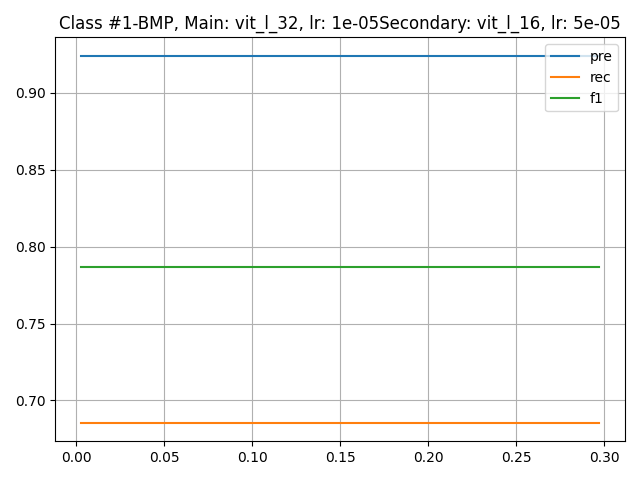 Class #1-BMP, Main: vit_l_32, lr: 1e-05Secondary: vit_l_16, lr: 5e-05
pre
rec
f1
0.90
0.85
0.80
0.75
0.70
0.00 0.05 0.10 0.15 0.20 0.25 0.30